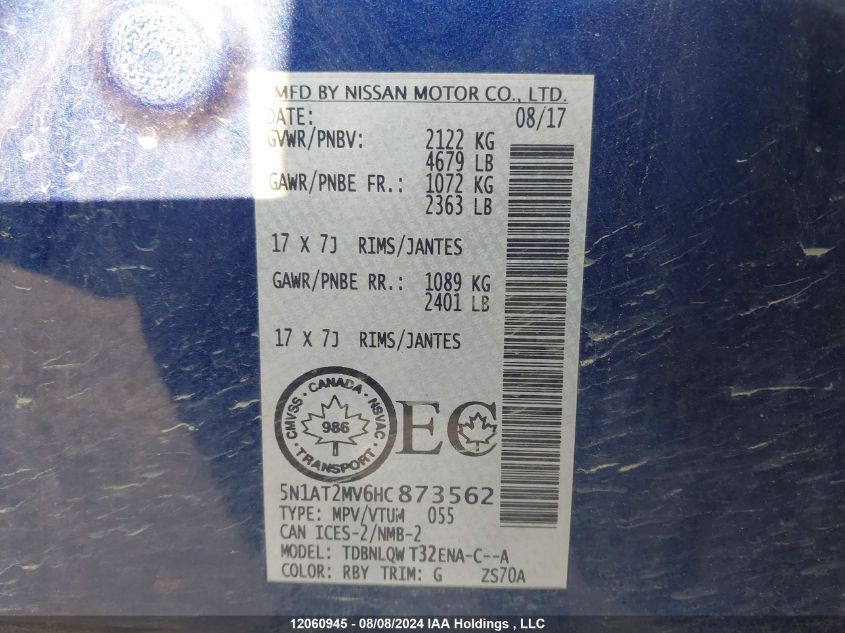 MFD BY NISSAN MOTOR CO., LTD.
DATE: 08/17
GVWR/PNBV: 2122 KG
4679 LB
GAWR/PNBE FR.: 1072 KG
2363 LB
17 X 7J RIMS/JANTES
GAWR/PNBE RR.: 1089 KG
2401 LB
17 X 7J RIMS/JANTES
CANADA · NSVAC · TRANSPORT · CMVSS
986
EC
5N1AT2MV6HC873562
TYPE: MPV/VTUM 055
CAN ICES-2/NMB-2
MODEL: TDBNLQW T32ENA-C--A
COLOR: RBY TRIM: G ZS70A
12060945 - 08/08/2024 IAA Holdings , LLC